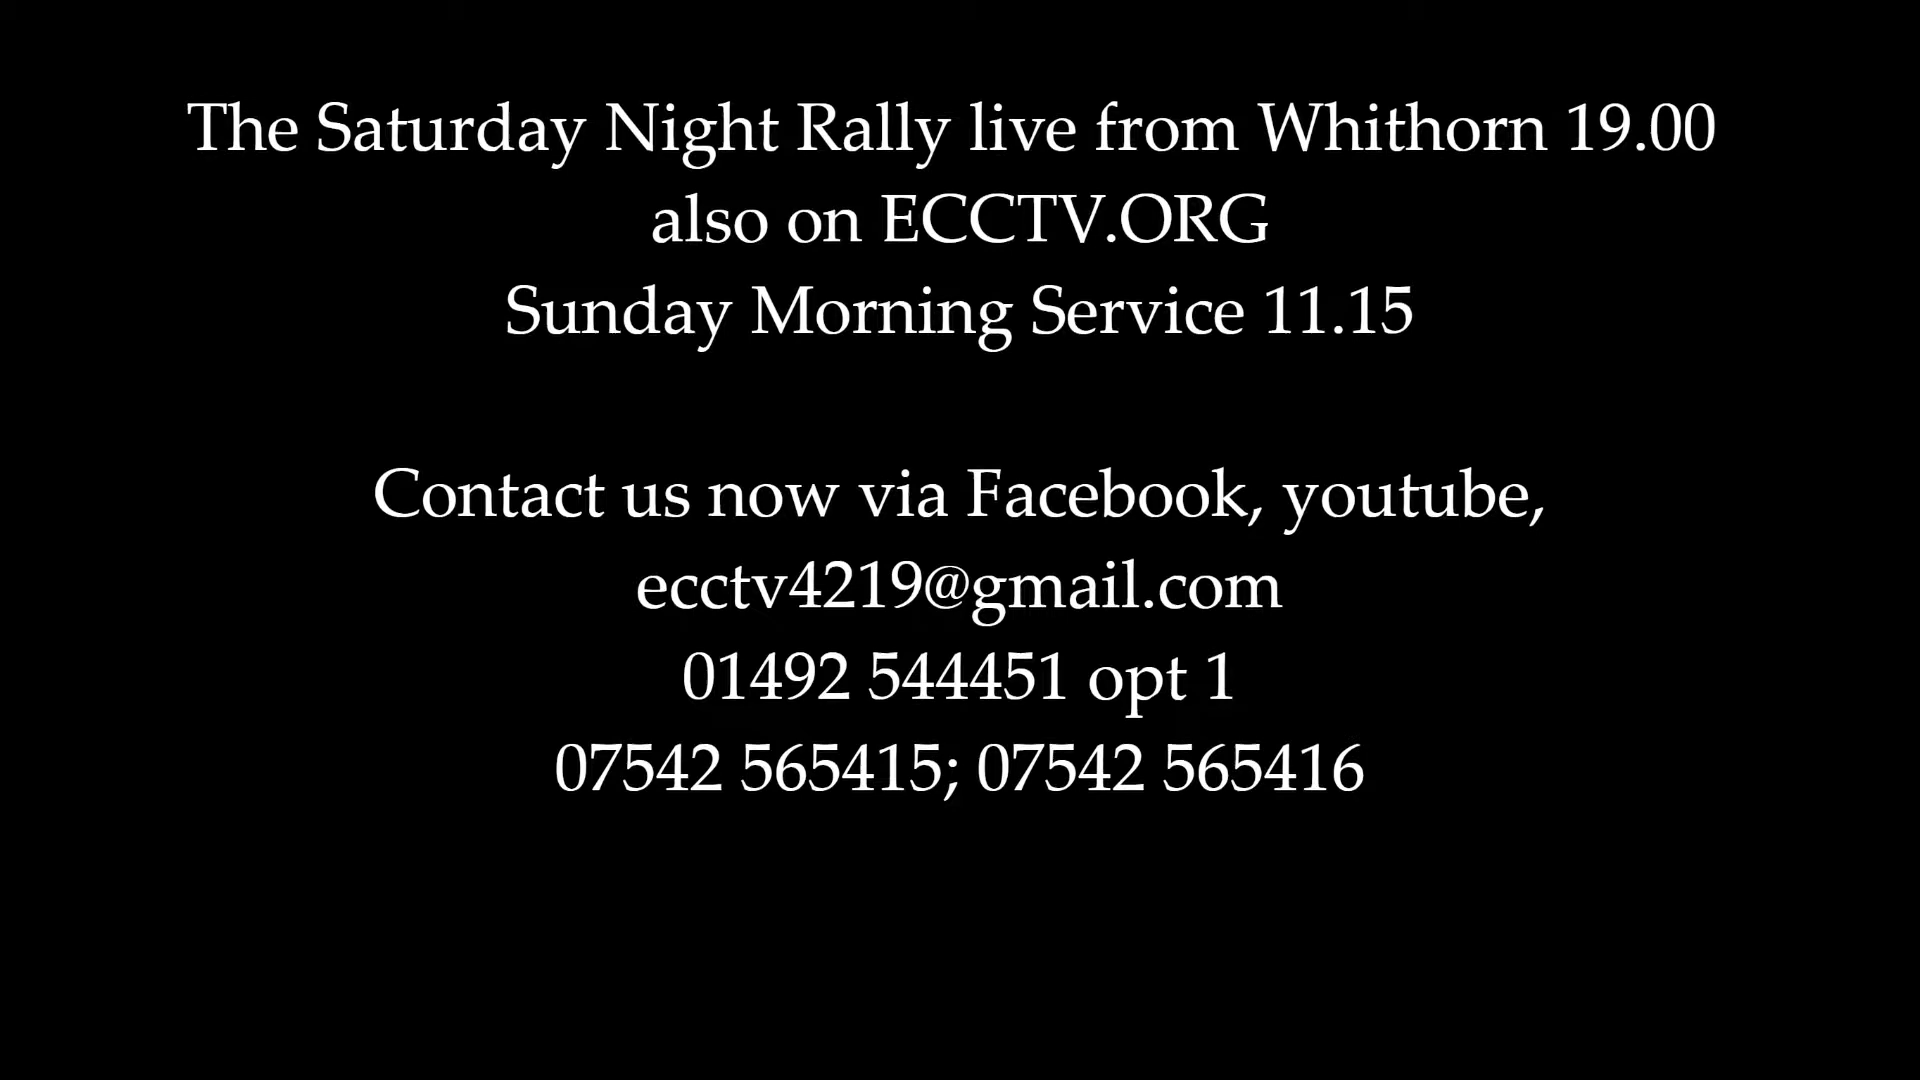 The Saturday Night Rally live from Whithorn 19.00
also on ECCTV.ORG
Sunday Morning Service 11.15
Contact us now via Facebook, youtube,
ecctv4219@gmail.com
01492 544451 opt 1
07542 565415; 07542 565416